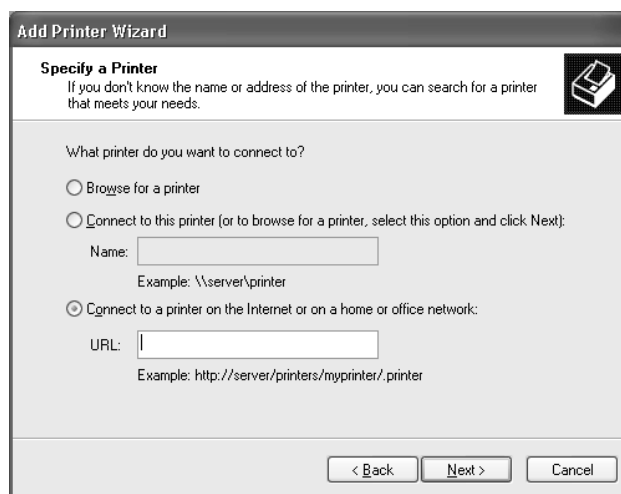 Add Printer Wizard
Specify a Printer
If you don't know the name or address of the printer, you can search for a printer
that meets your needs.
What printer do you want to connect to?
Browse for a printer
Connect to this printer (or to browse for a printer, select this option and click Next):
Name:
Example: \\server\printer
Connect to a printer on the Internet or on a home or office network:
URL:
Example: http://server/printers/myprinter/.printer
< Back Next > Cancel